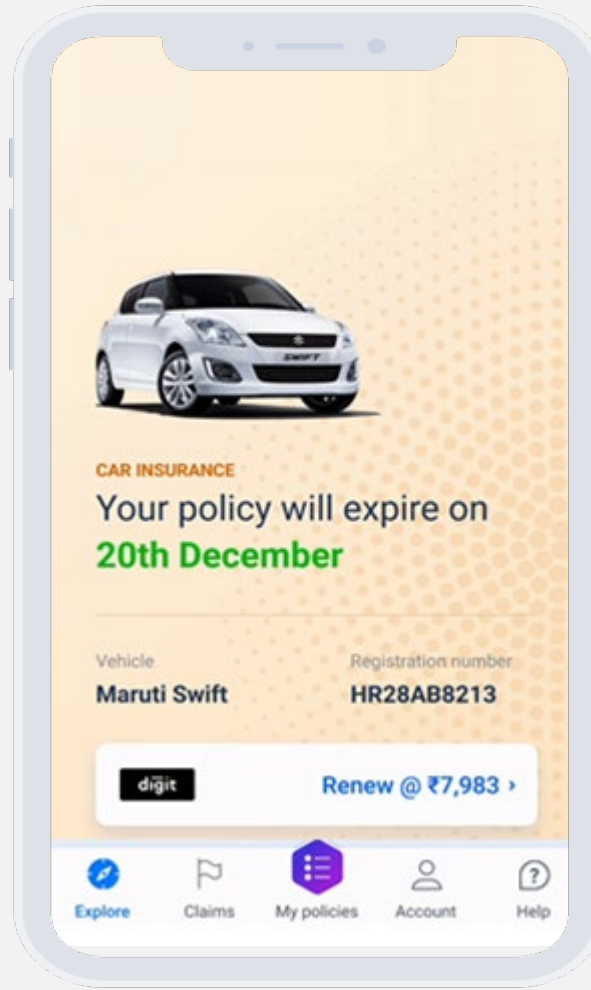 SWIFT
CAR INSURANCE
Your policy will expire on
20th December
Vehicle
Registration number
Maruti Swift
HR28AB8213
digit
Renew @ ₹7,983 ›
Explore
Claims
My policies
Account
Help